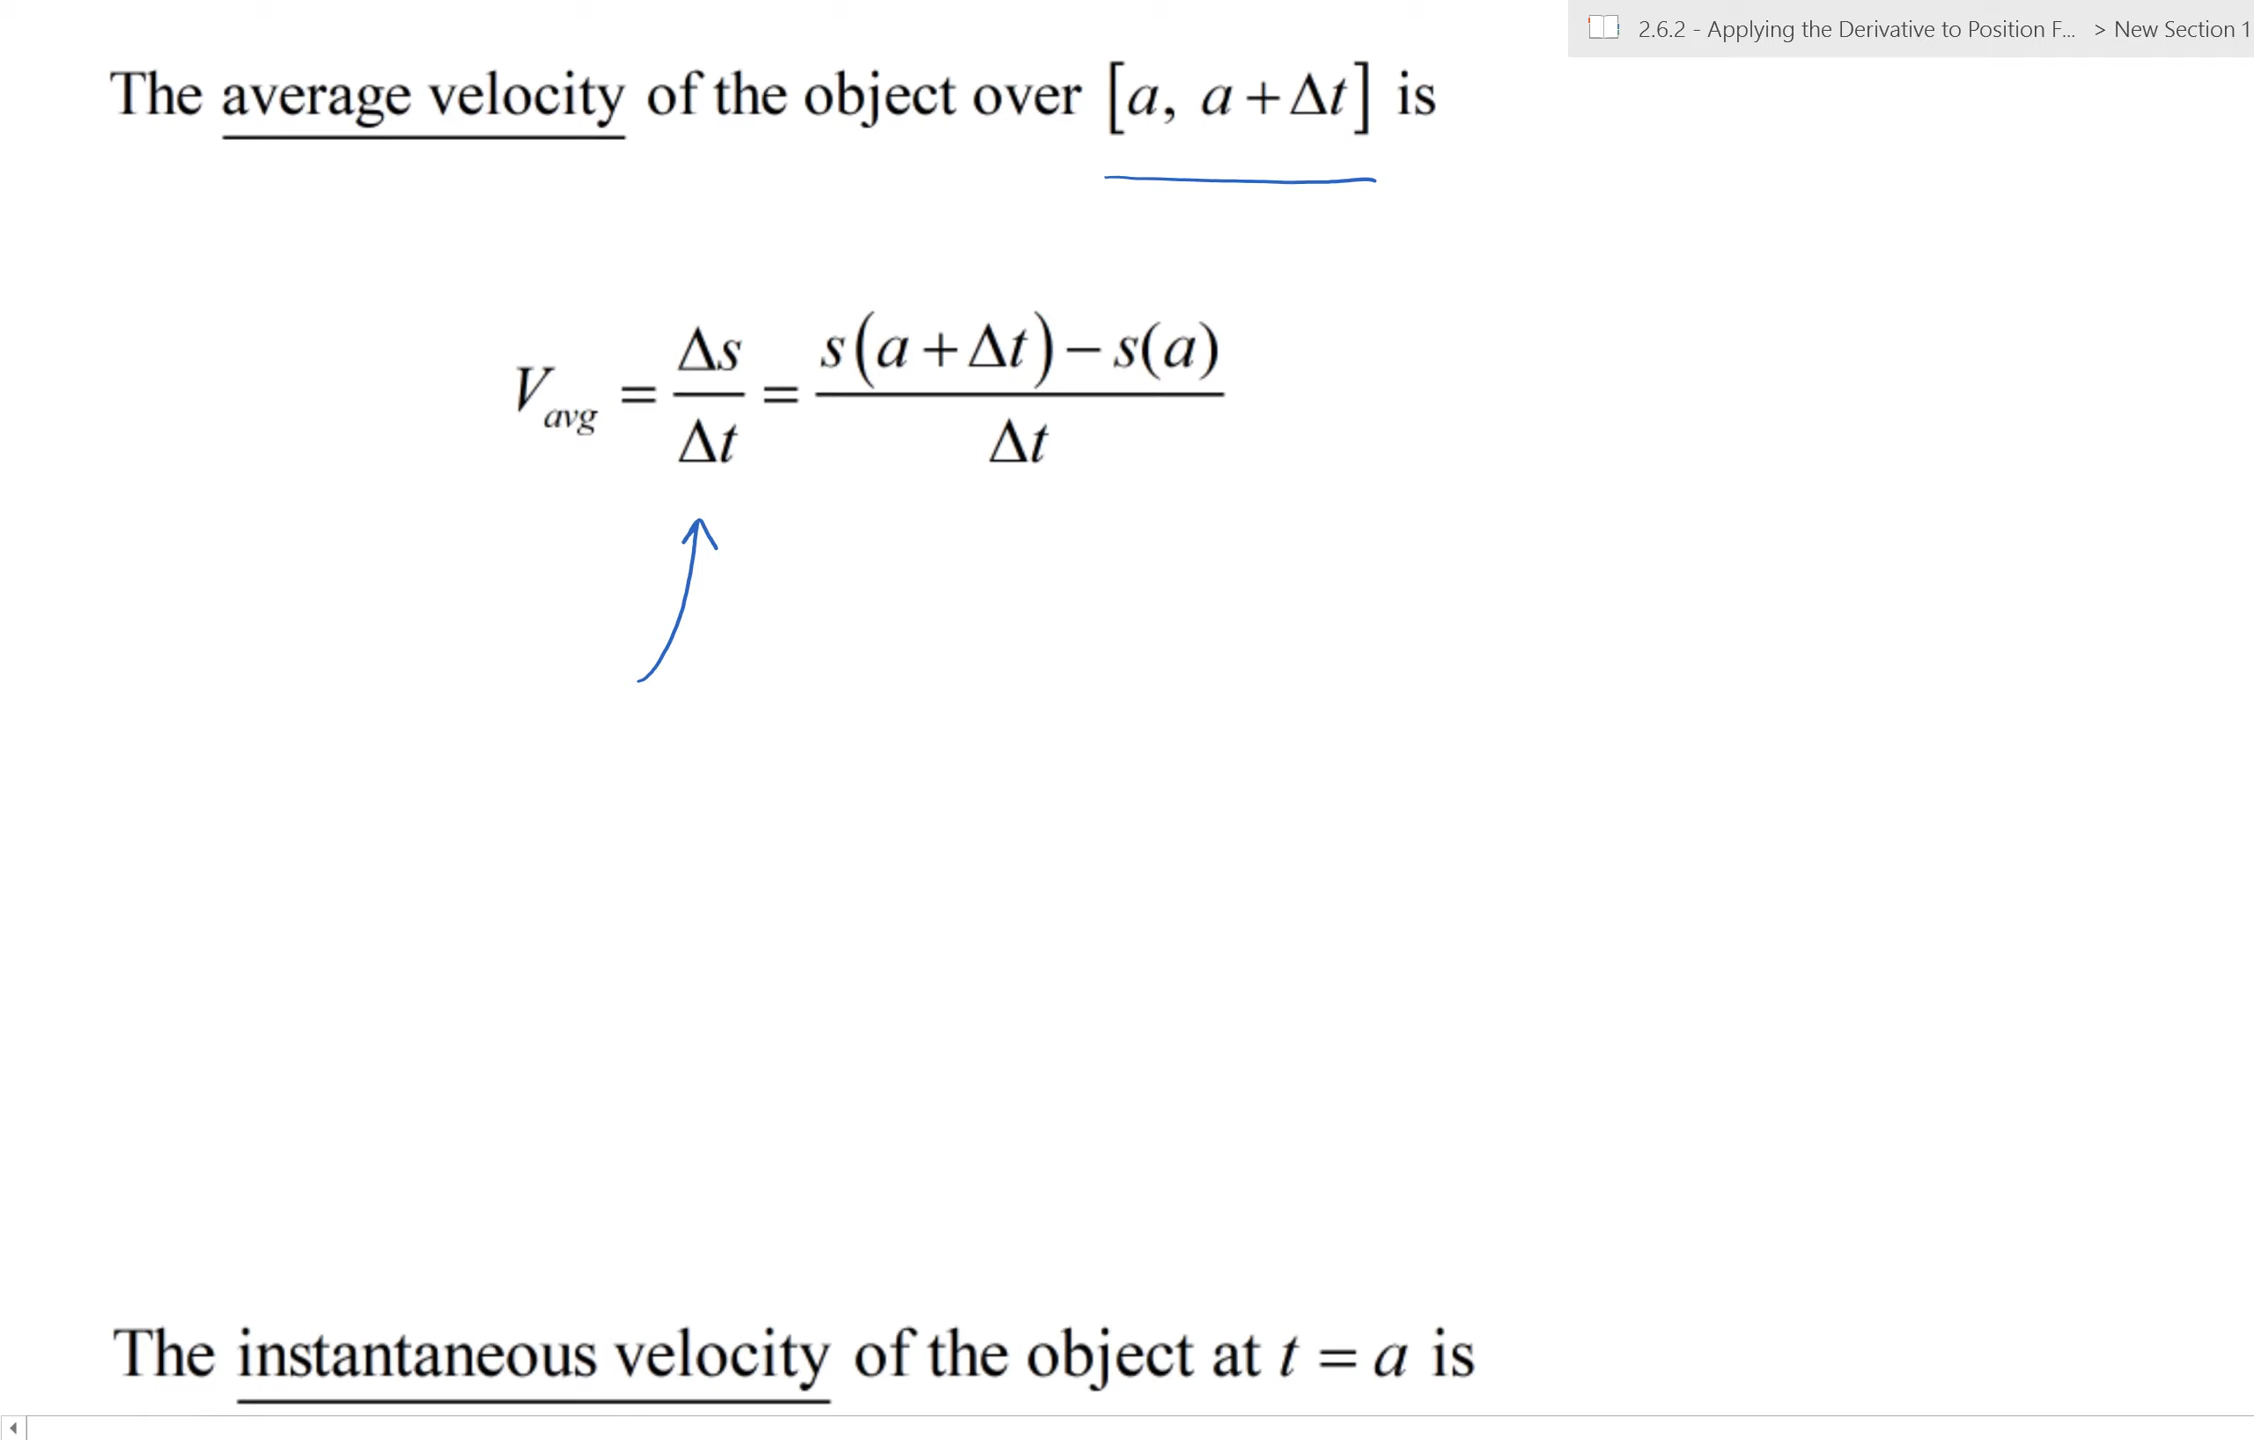 2.6.2 - Applying the Derivative to Position F... > New Section 1
The average velocity of the object over [a, a + Δt] is
V_avg = Δs/Δt = (s(a + Δt) − s(a))/Δt
The instantaneous velocity of the object at t = a is